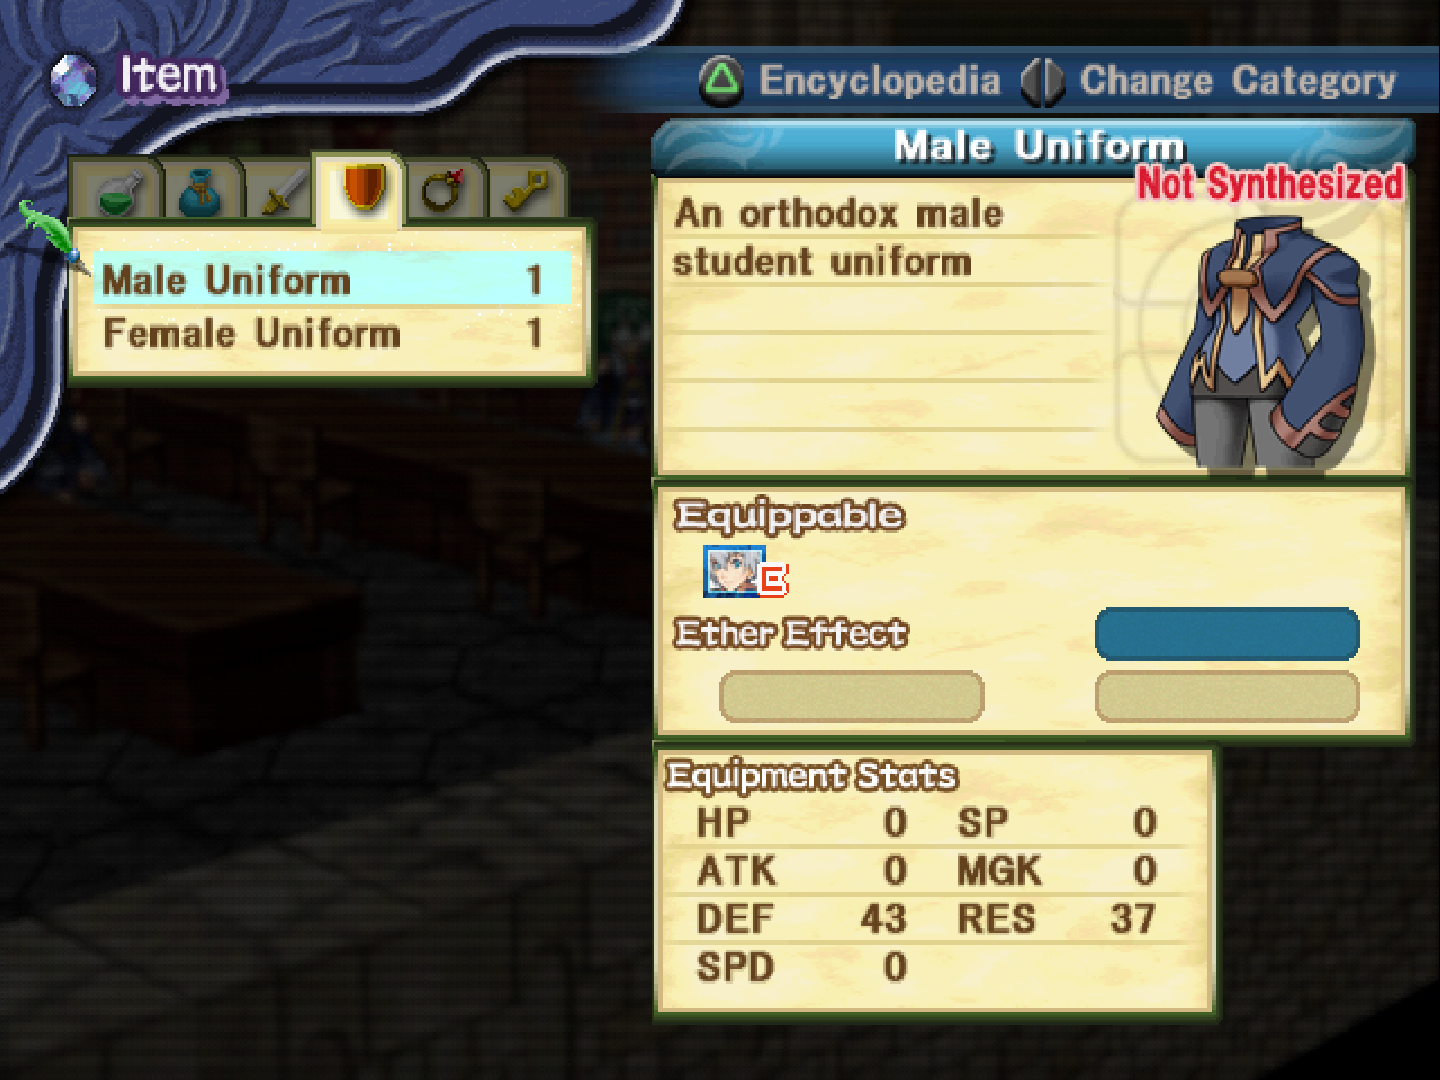 Item
Encyclopedia Change Category
Male Uniform 1
Female Uniform 1
Male Uniform
Not Synthesized
An orthodox male
student uniform
Equippable
E
Ether Effect
Equipment Stats
HP 0 SP 0
ATK 0 MGK 0
DEF 43 RES 37
SPD 0